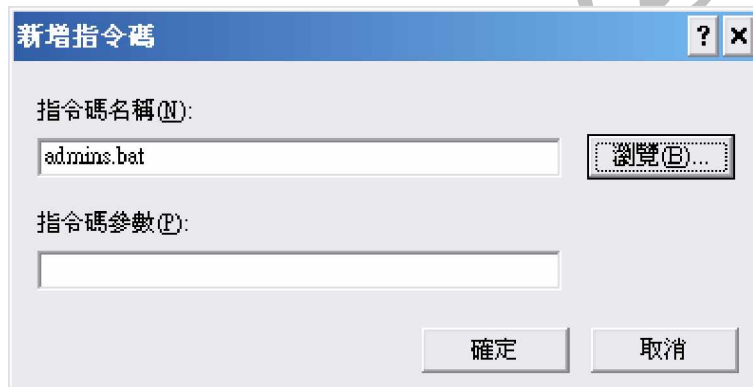 新增指令碼
指令碼名稱(N):
admins.bat
瀏覽(B)...
指令碼參數(P):
確定
取消